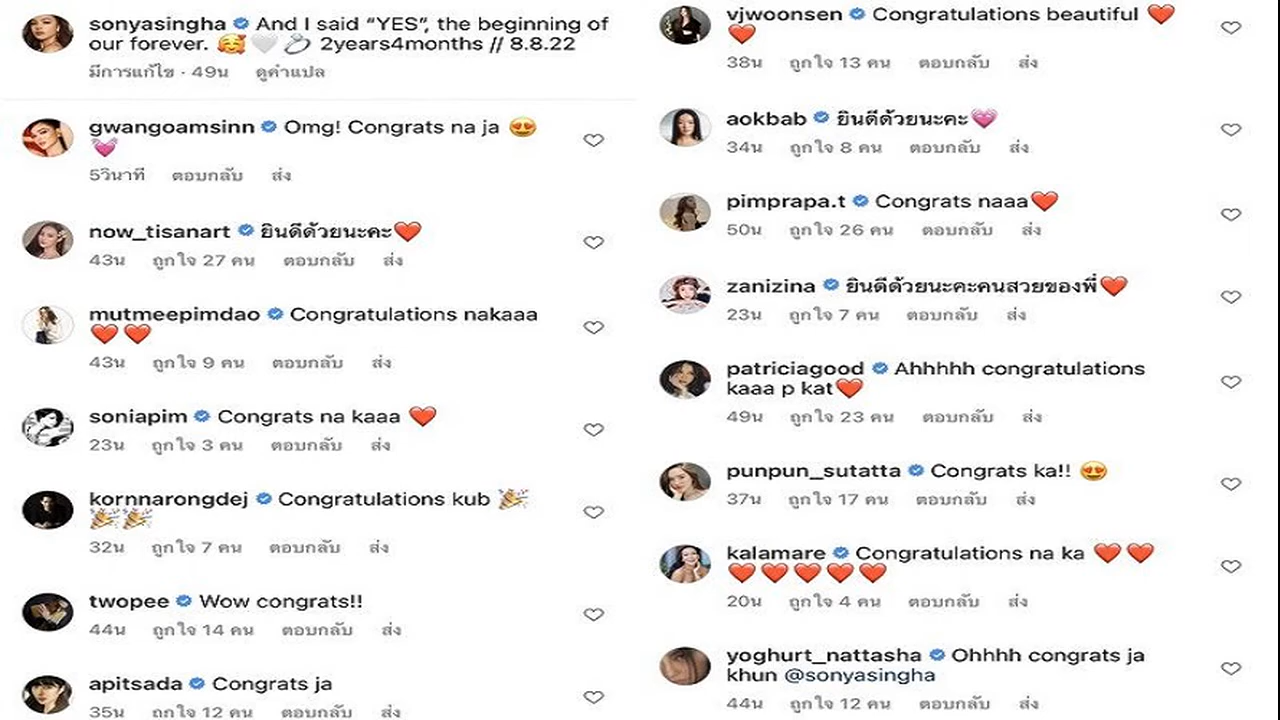 sonyasingha And I said “YES”, the beginning of
our forever. 🥰🤍💍 2years4months // 8.8.22
มีการแก้ไข · 49น ดูคำแปล
gwangoamsinn Omg! Congrats na ja 😍
💓
5วินาที ตอบกลับ ส่ง
now_tisanart ยินดีด้วยนะคะ❤️
43น ถูกใจ 27 คน ตอบกลับ ส่ง
mutmeepimdao Congratulations nakaaa
❤️❤️
43น ถูกใจ 9 คน ตอบกลับ ส่ง
soniapim Congrats na kaaa ❤️
23น ถูกใจ 3 คน ตอบกลับ ส่ง
kornnarongdej Congratulations kub 🎉
🎉🎉
32น ถูกใจ 7 คน ตอบกลับ ส่ง
twopee Wow congrats!!
44น ถูกใจ 14 คน ตอบกลับ ส่ง
apitsada Congrats ja
35น ถูกใจ 12 คน ตอบกลับ ส่ง
vjwoonsen Congratulations beautiful ❤️
❤️
38น ถูกใจ 13 คน ตอบกลับ ส่ง
aokbab ยินดีด้วยนะคะ💗
34น ถูกใจ 8 คน ตอบกลับ ส่ง
pimprapa.t Congrats naaa❤️
50น ถูกใจ 26 คน ตอบกลับ ส่ง
zanizina ยินดีด้วยนะคะคนสวยของพี่❤️
23น ถูกใจ 7 คน ตอบกลับ ส่ง
patriciagood Ahhhhh congratulations
kaaa p kat❤️
49น ถูกใจ 23 คน ตอบกลับ ส่ง
punpun_sutatta Congrats ka!! 😍
37น ถูกใจ 17 คน ตอบกลับ ส่ง
kalamare Congratulations na ka ❤️❤️
❤️❤️❤️❤️❤️
20น ถูกใจ 4 คน ตอบกลับ ส่ง
yoghurt_nattasha Ohhhh congrats ja
khun @sonyasingha
44น ถูกใจ 12 คน ตอบกลับ ส่ง